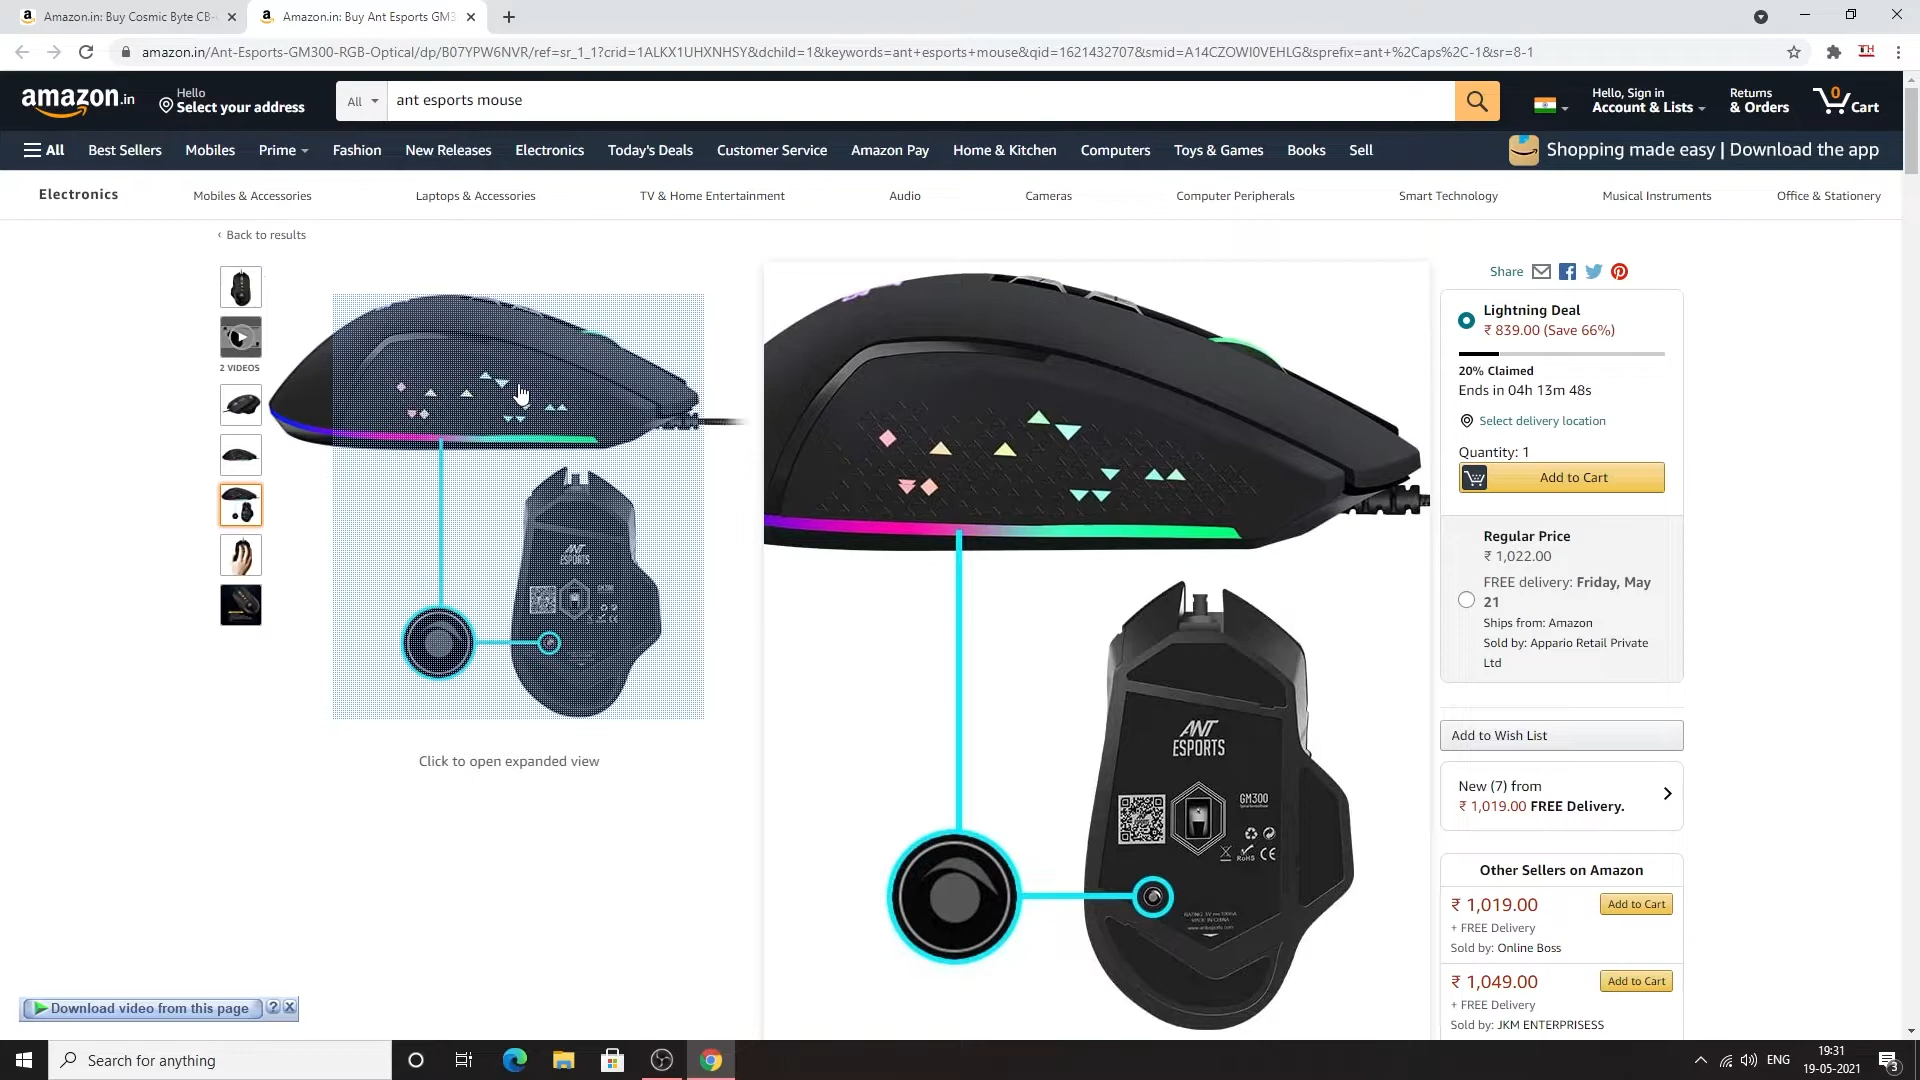 Amazon.in: Buy Cosmic Byte CB-
Amazon.in: Buy Ant Esports GM3
amazon.in/Ant-Esports-GM300-RGB-Optical/dp/B07YPW6NVR/ref=sr_1_1?crid=1ALKX1UHXNHSY&dchild=1&keywords=ant+esports+mouse&qid=1621432707&smid=A14CZOWI0VEHLG&sprefix=ant+%2Caps%2C-1&sr=8-1
TH
amazon.in
Hello
Select your address
All
ant esports mouse
Hello, Sign in
Account & Lists
Returns
& Orders
0
Cart
All
Best Sellers
Mobiles
Prime
Fashion
New Releases
Electronics
Today's Deals
Customer Service
Amazon Pay
Home & Kitchen
Computers
Toys & Games
Books
Sell
Shopping made easy | Download the app
Electronics
Mobiles & Accessories
Laptops & Accessories
TV & Home Entertainment
Audio
Cameras
Computer Peripherals
Smart Technology
Musical Instruments
Office & Stationery
‹ Back to results
2 VIDEOS
ANT
ESPORTS
Click to open expanded view
ANT
ESPORTS
GM300
RoHS CE
Share
Lightning Deal
₹ 839.00 (Save 66%)
20% Claimed
Ends in 04h 13m 48s
Select delivery location
Quantity: 1
Add to Cart
Regular Price
₹ 1,022.00
FREE delivery: Friday, May
21
Ships from: Amazon
Sold by: Appario Retail Private
Ltd
Add to Wish List
New (7) from
₹ 1,019.00 FREE Delivery.
Other Sellers on Amazon
₹ 1,019.00
Add to Cart
+ FREE Delivery
Sold by: Online Boss
₹ 1,049.00
Add to Cart
+ FREE Delivery
Sold by: JKM ENTERPRISESS
Download video from this page
?
Search for anything
ENG
19:31
19-05-2021
3